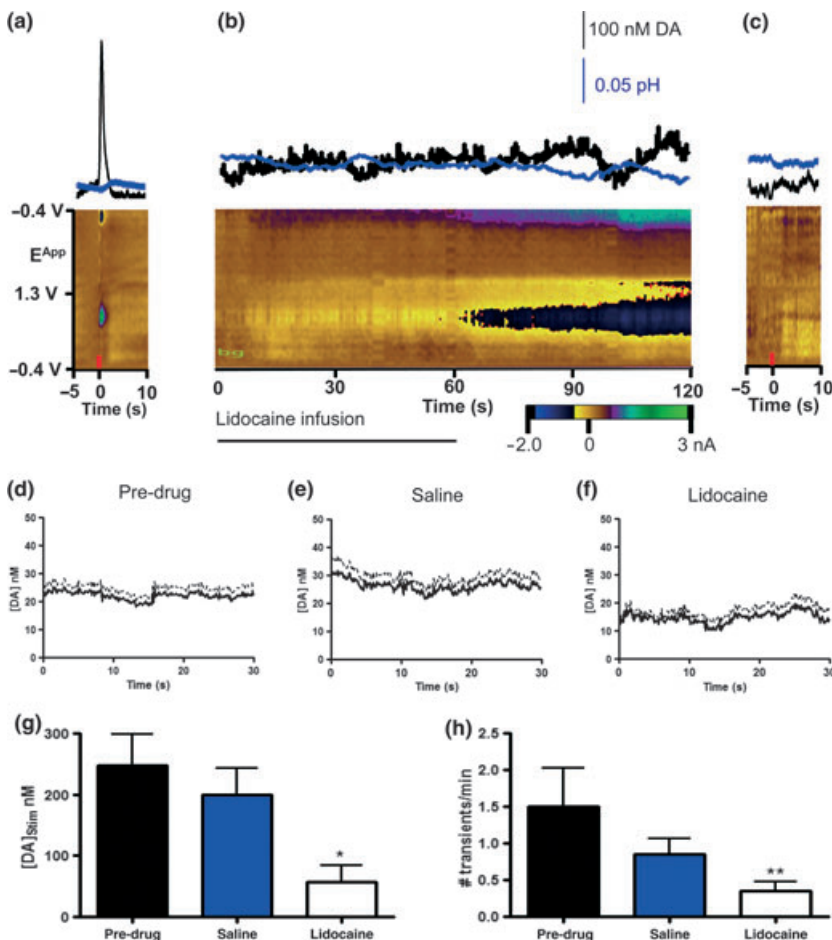 (a)
(b)
100 nM DA
0.05 pH
(c)
–0.4 V
E^App
1.3 V
–0.4 V
bg
–5 0 10
Time (s)
0 30 60 90 120
Time (s)
–5 0 10
Time (s)
Lidocaine infusion
–2.0 0 3 nA
(d) Pre-drug
(e) Saline
(f) Lidocaine
[DA] nM
50
40
30
20
10
0
0 10 20 30
Time (s)
[DA] nM
50
40
30
20
10
0
0 10 20 30
Time (s)
[DA] nM
50
40
30
20
10
0
0 10 20 30
Time (s)
(g)
[DA]Stim nM
300
200
100
0
*
Pre-drug Saline Lidocaine
(h)
# transients/min
2.5
2.0
1.5
1.0
0.5
0.0
**
Pre-drug Saline Lidocaine